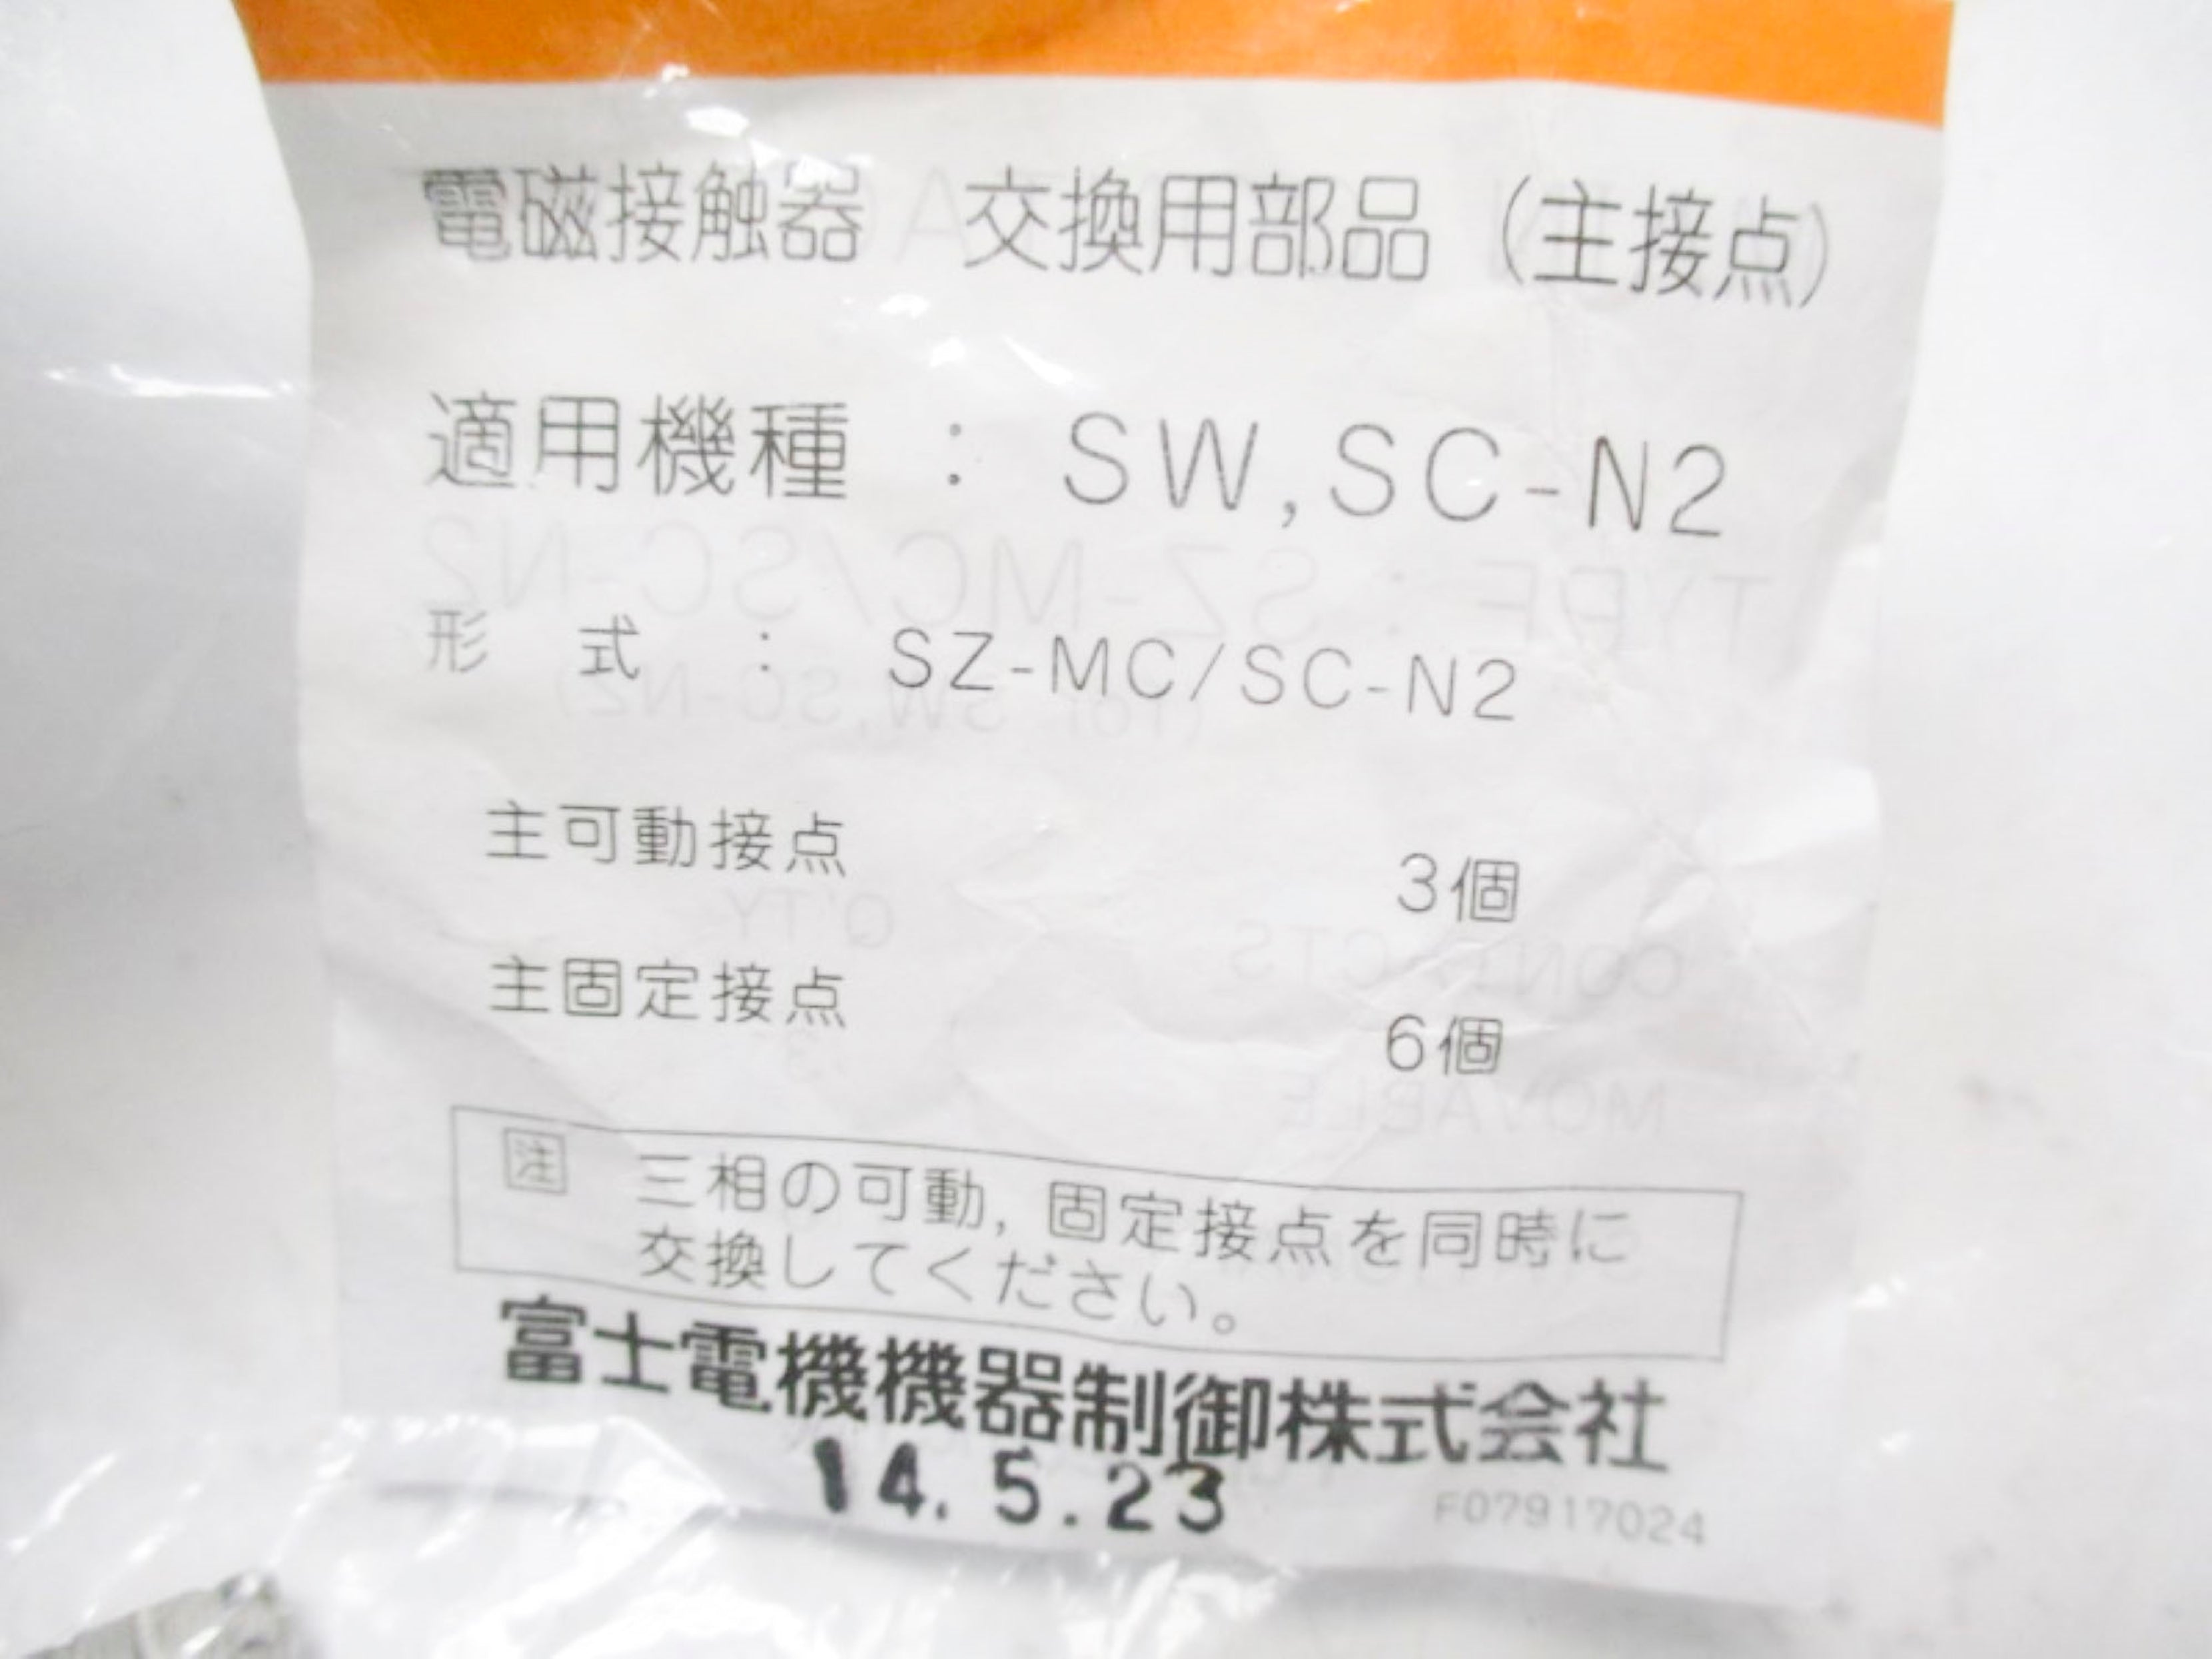 電磁接触器　交換用部品（主接点）
適用機種 : SW,SC-N2
形　式 : SZ-MC/SC-N2
主可動接点　3個
主固定接点　6個
注 三相の可動, 固定接点を同時に
交換してください。
富士電機機器制御株式会社
14.5.23
F07917024